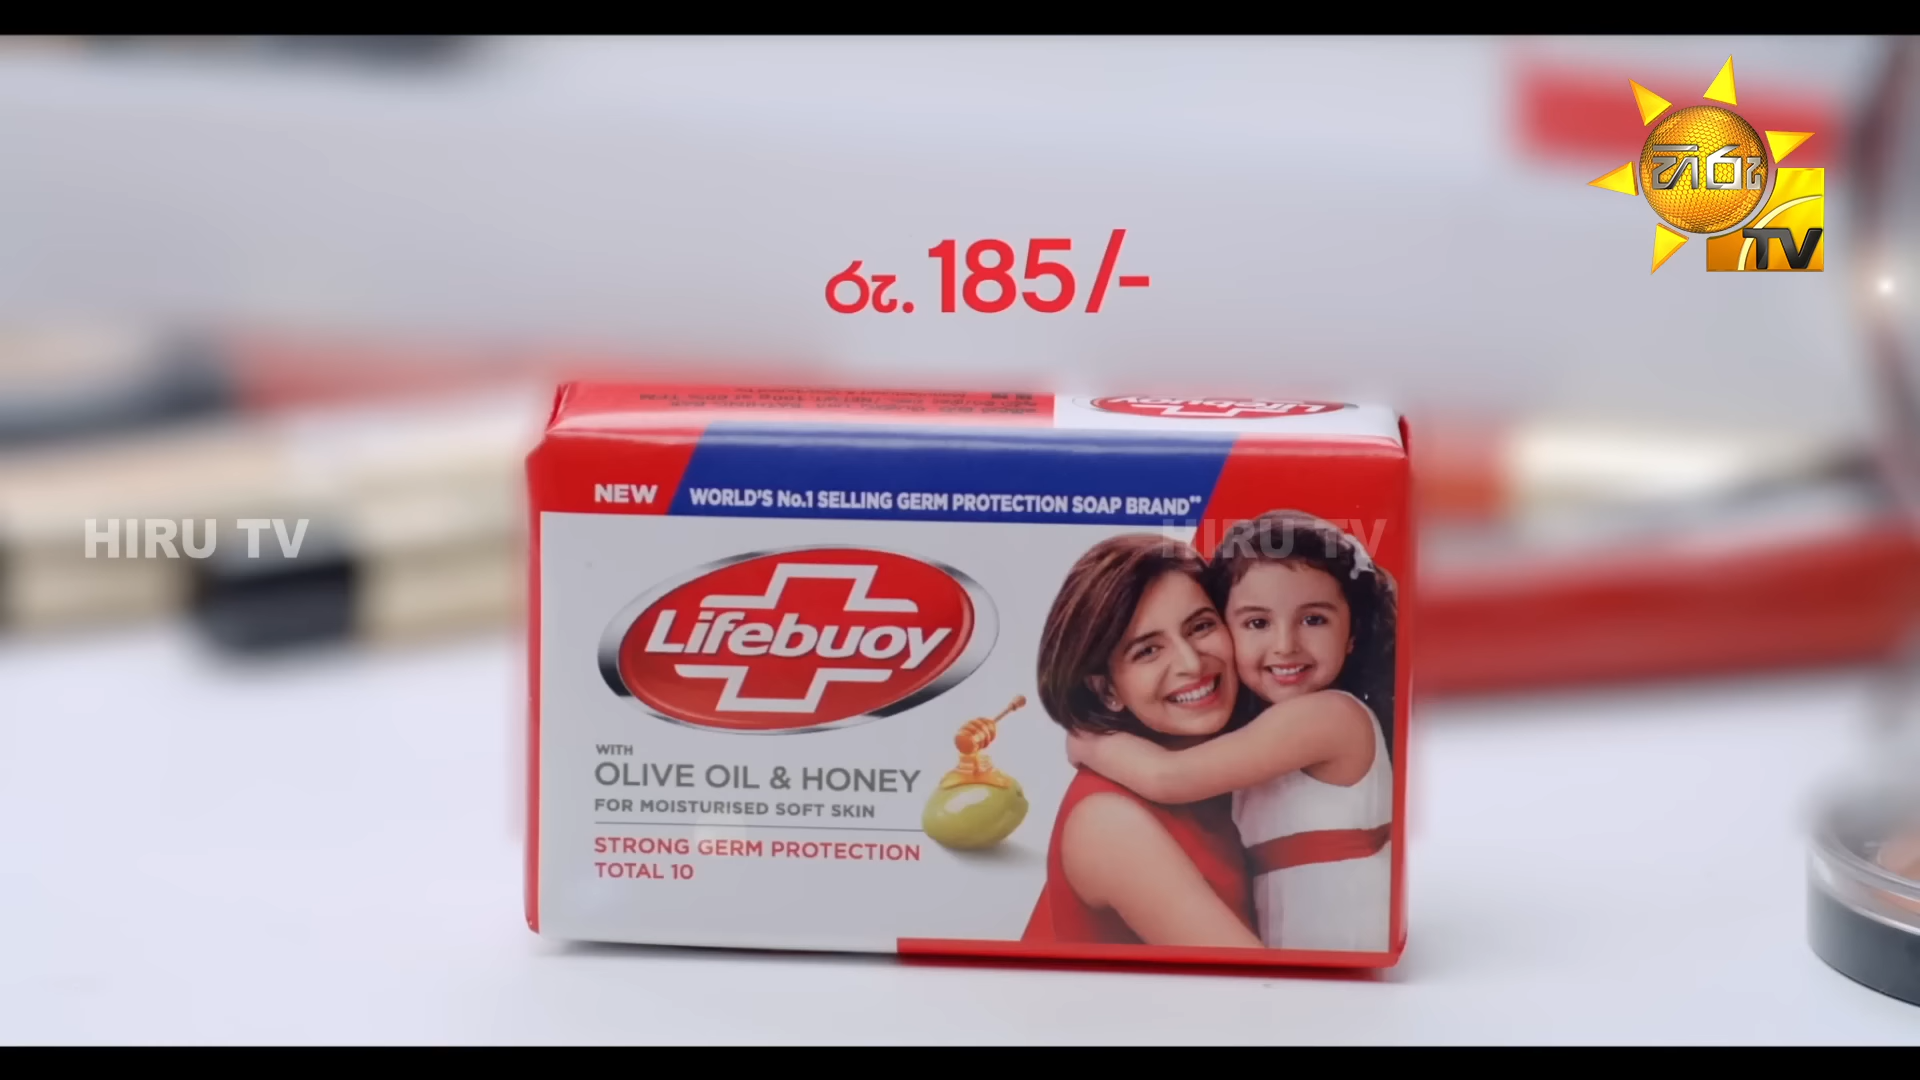 හිරු
TV
රු. 185/-
Lifebuoy
NEW
WORLD'S No.1 SELLING GERM PROTECTION SOAP BRAND**
HIRU TV
HIRU TV
Lifebuoy
WITH
OLIVE OIL & HONEY
FOR MOISTURISED SOFT SKIN
STRONG GERM PROTECTION
TOTAL 10